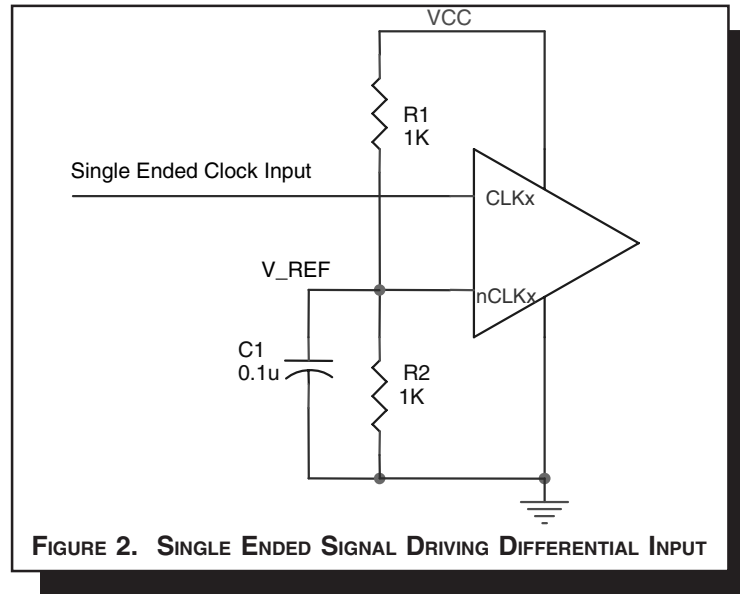 VCC
R1
1K
Single Ended Clock Input
CLKx
V_REF
nCLKx
C1
0.1u
R2
1K
FIGURE 2. SINGLE ENDED SIGNAL DRIVING DIFFERENTIAL INPUT